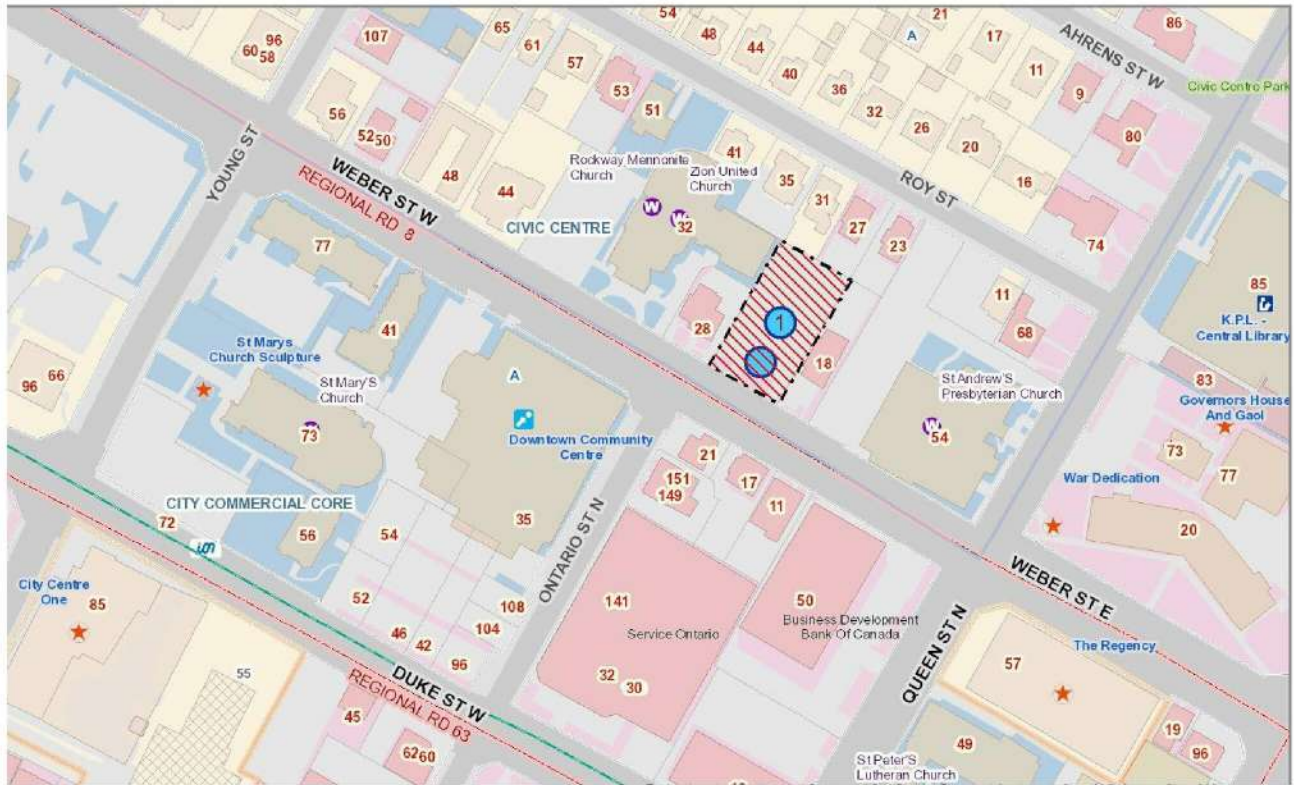 54
21
86
65
48
17
96
58
60
107
61
44
A
AHRENS ST W
57
40
11
53
36
9
Civic Centre Park
56
51
32
26
80
52
50
41
20
YOUNG ST
WEBER ST W
REGIONAL RD 8
48
Rockway Mennonite
Church
Zion United
Church
35
ROY ST
16
44
W
W
32
31
27
74
CIVIC CENTRE
23
77
85
11
K.P.L. -
Central Library
28
1
68
41
St Marys
Church Sculpture
18
96
66
St Mary'S
Church
A
St Andrew'S
Presbyterian Church
83
Governors House
And Gaol
W
54
73
Downtown Community
Centre
21
73
77
151
149
17
War Dedication
CITY COMMERCIAL CORE
11
72
54
35
20
56
ONTARIO ST N
City Centre
One
85
52
108
141
50
WEBER ST E
46
104
Service Ontario
Business Development
Bank Of Canada
42
96
The Regency
55
DUKE ST W
REGIONAL RD 63
32
30
QUEEN ST N
57
45
62
60
49
19
96
St Peter'S
Lutheran Church